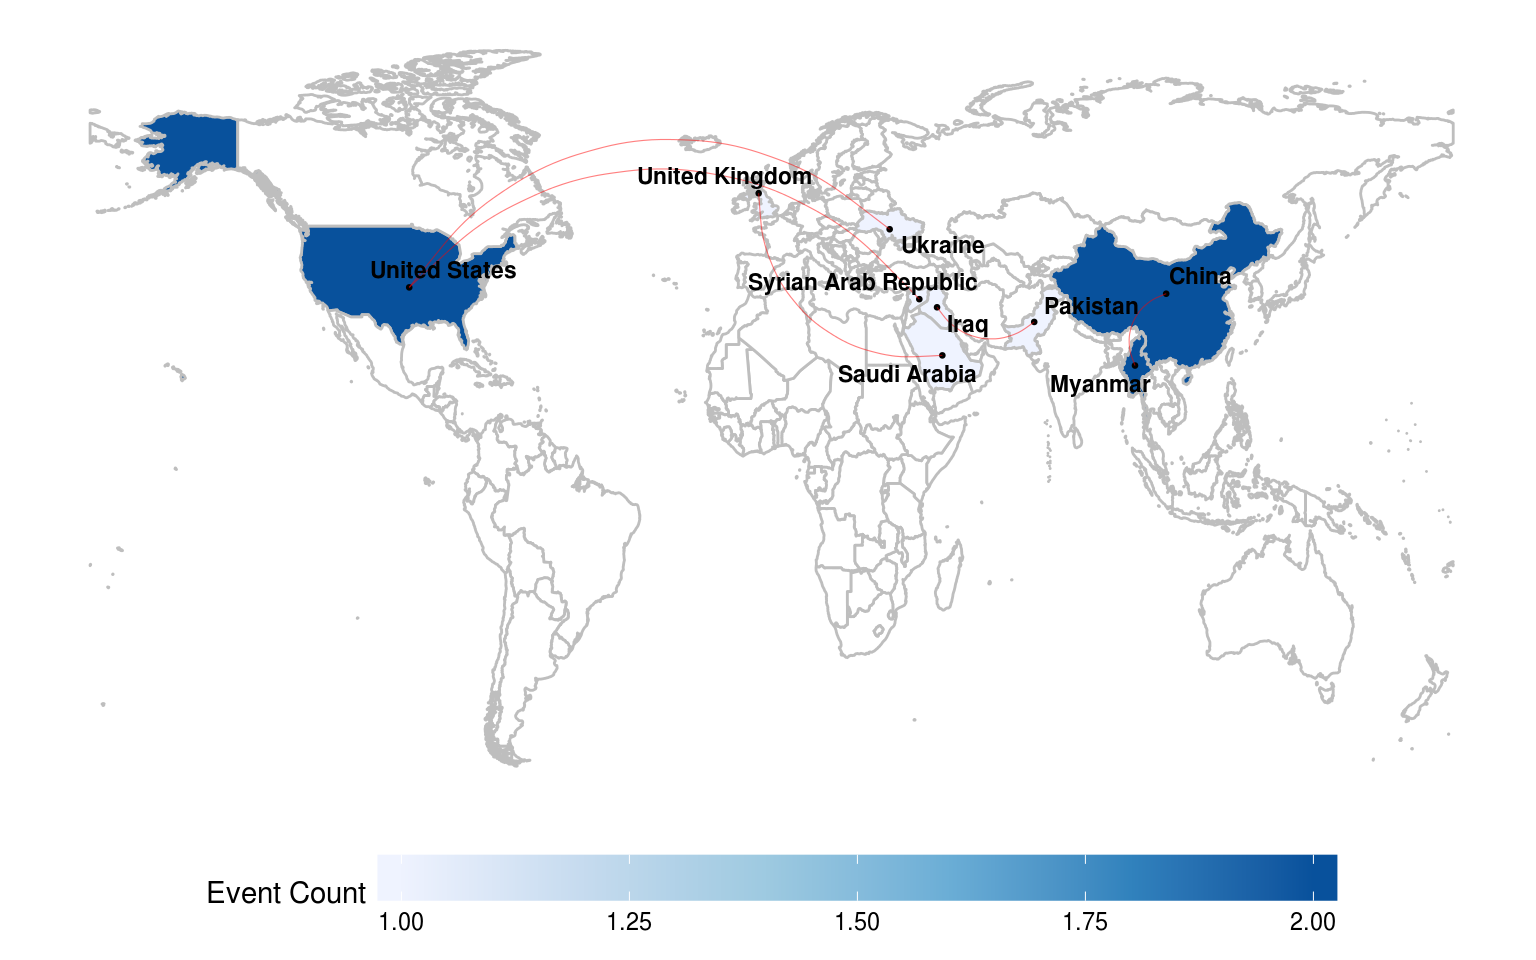 United Kingdom
Ukraine
United States
Syrian Arab Republic
China
Pakistan
Iraq
Saudi Arabia
Myanmar
Event Count
1.00 1.25 1.50 1.75 2.00